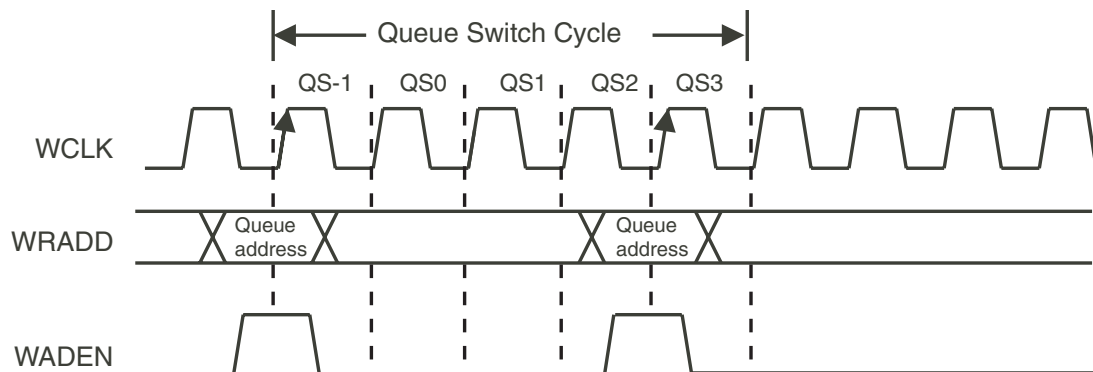 Queue Switch Cycle
QS-1 QS0 QS1 QS2 QS3
WCLK
WRADD
Queue
address
Queue
address
WADEN